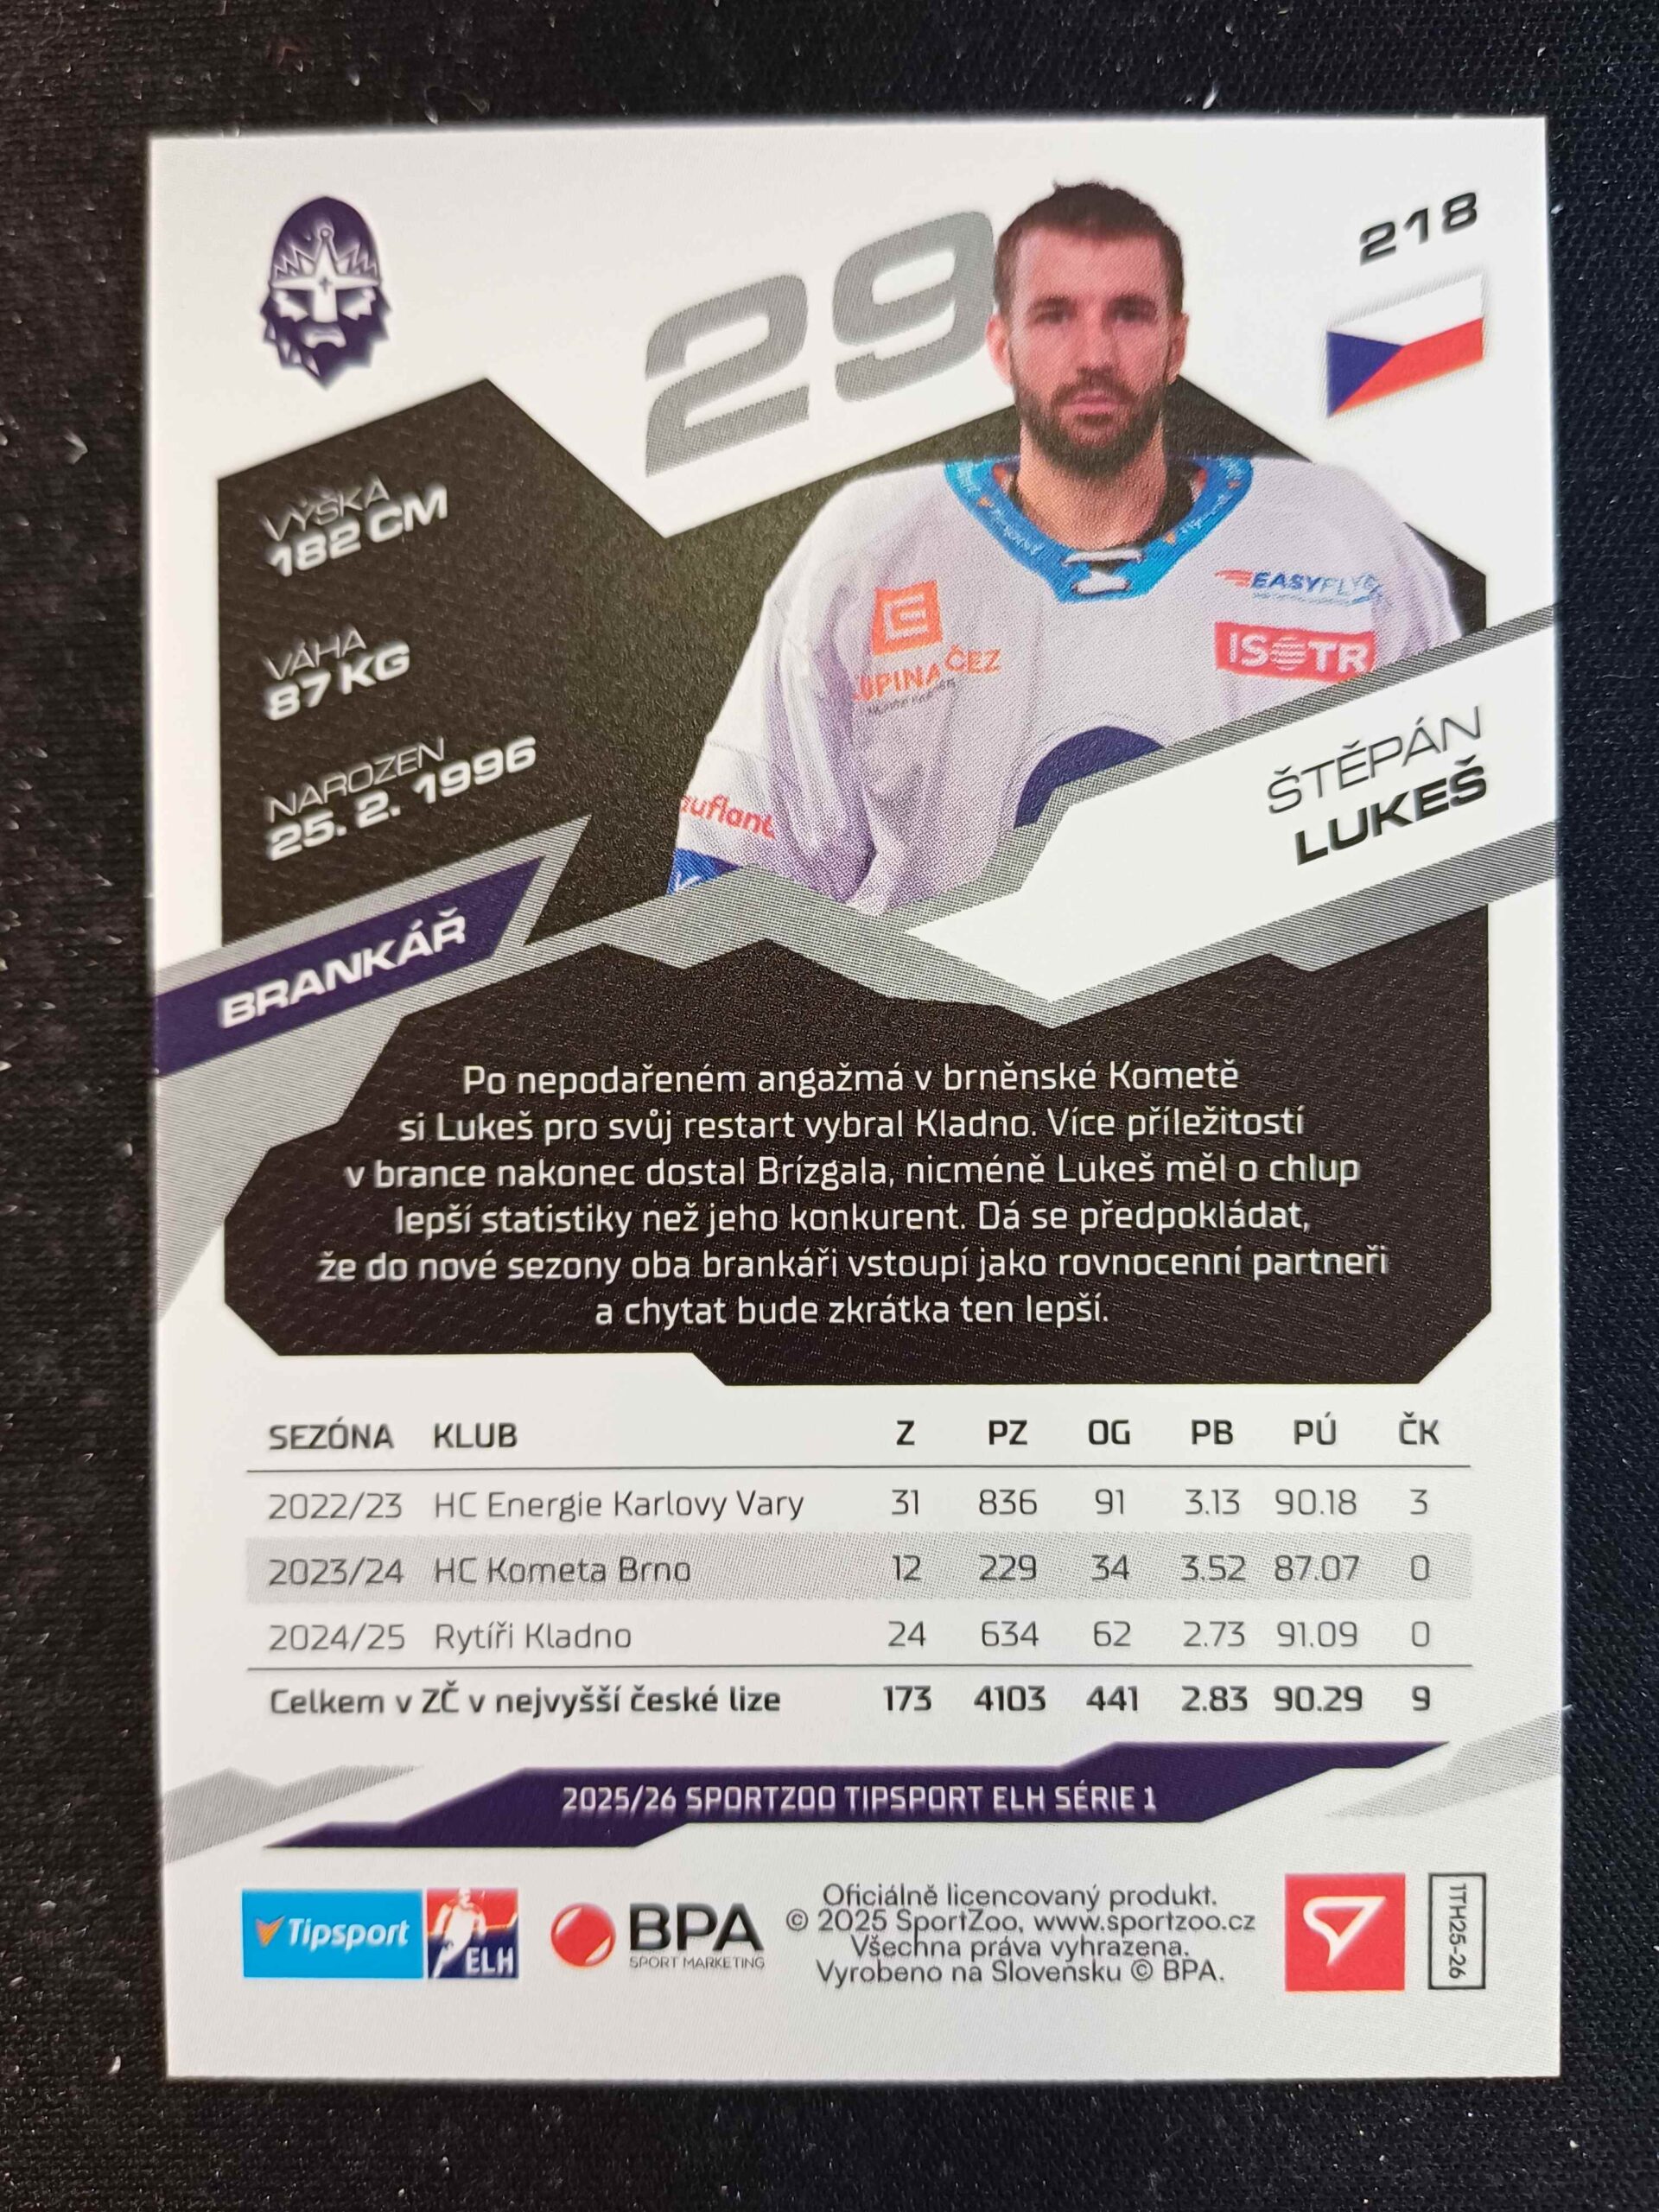 29
218
VÝŠKA
182 CM
VÁHA
87 KG
NAROZEN
25. 2. 1996
EASYFLY
ISOTR
ČEZ
ŠTĚPÁN
LUKEŠ
BRANKÁŘ
Po nepodařeném angažmá v brněnské Kometě
si Lukeš pro svůj restart vybral Kladno. Více příležitostí
v brance nakonec dostal Brízgala, nicméně Lukeš měl o chlup
lepší statistiky než jeho konkurent. Dá se předpokládat,
že do nové sezony oba brankáři vstoupí jako rovnocenní partneři
a chytat bude zkrátka ten lepší.
SEZÓNA KLUB Z PZ OG PB PÚ ČK
2022/23 HC Energie Karlovy Vary 31 836 91 3.13 90.18 3
2023/24 HC Kometa Brno 12 229 34 3.52 87.07 0
2024/25 Rytíři Kladno 24 634 62 2.73 91.09 0
Celkem v ZČ v nejvyšší české lize 173 4103 441 2.83 90.29 9
2025/26 SPORTZOO TIPSPORT ELH SÉRIE 1
Tipsport
ELH
BPA
SPORT MARKETING
Oficiálně licencovaný produkt.
© 2025 SportZoo, www.sportzoo.cz
Všechna práva vyhrazena.
Vyrobeno na Slovensku © BPA.
1TH25-26